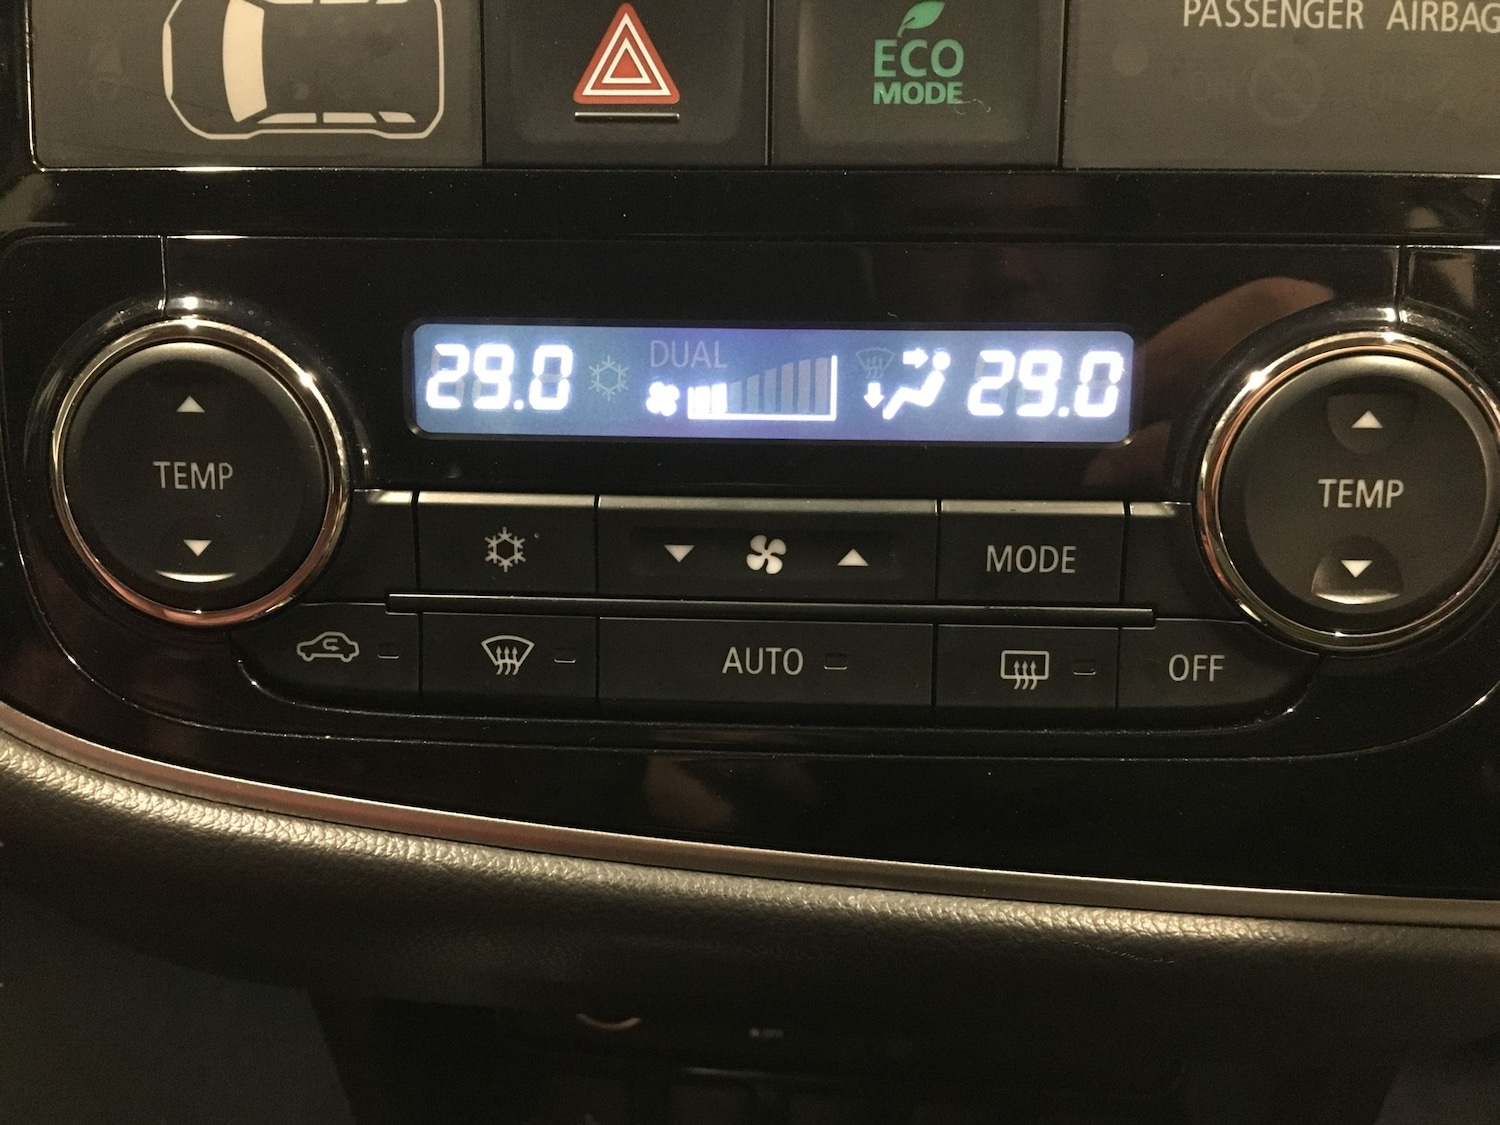 PASSENGER AIRBAG
ECO
MODE
DUAL
29.0 29.0
TEMP
TEMP
MODE
AUTO
OFF